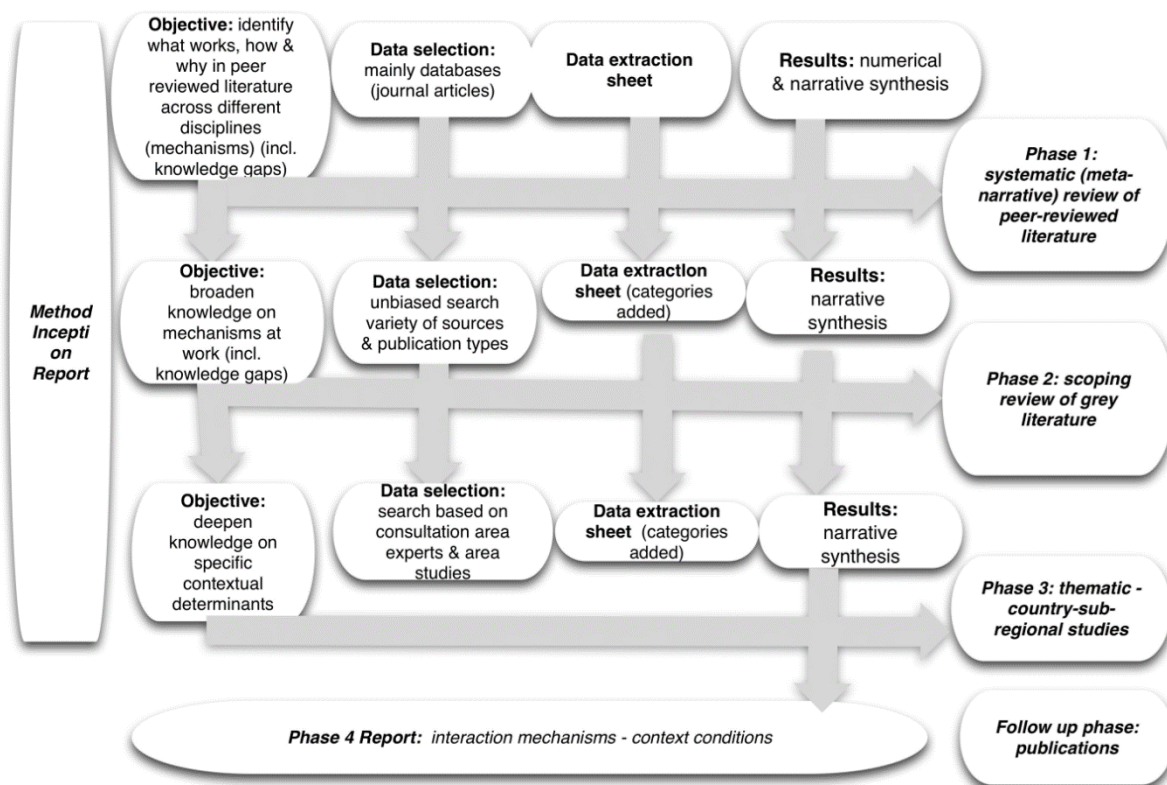 Method
Incepti
on
Report
Objective: identify
what works, how &
why in peer
reviewed literature
across different
disciplines
(mechanisms) (incl.
knowledge gaps)
Data selection:
mainly databases
(journal articles)
Data extraction
sheet
Results: numerical
& narrative synthesis
Phase 1:
systematic (meta-
narrative) review of
peer-reviewed
literature
Objective:
broaden
knowledge on
mechanisms at
work (incl.
knowledge gaps)
Data selection:
unbiased search
variety of sources
& publication types
Data extraction
sheet (categories
added)
Results:
narrative
synthesis
Phase 2: scoping
review of grey
literature
Objective:
deepen
knowledge on
specific
contextual
determinants
Data selection:
search based on
consultation area
experts & area
studies
Data extraction
sheet (categories
added)
Results:
narrative
synthesis
Phase 3: thematic -
country-sub-
regional studies
Phase 4 Report: interaction mechanisms - context conditions
Follow up phase:
publications